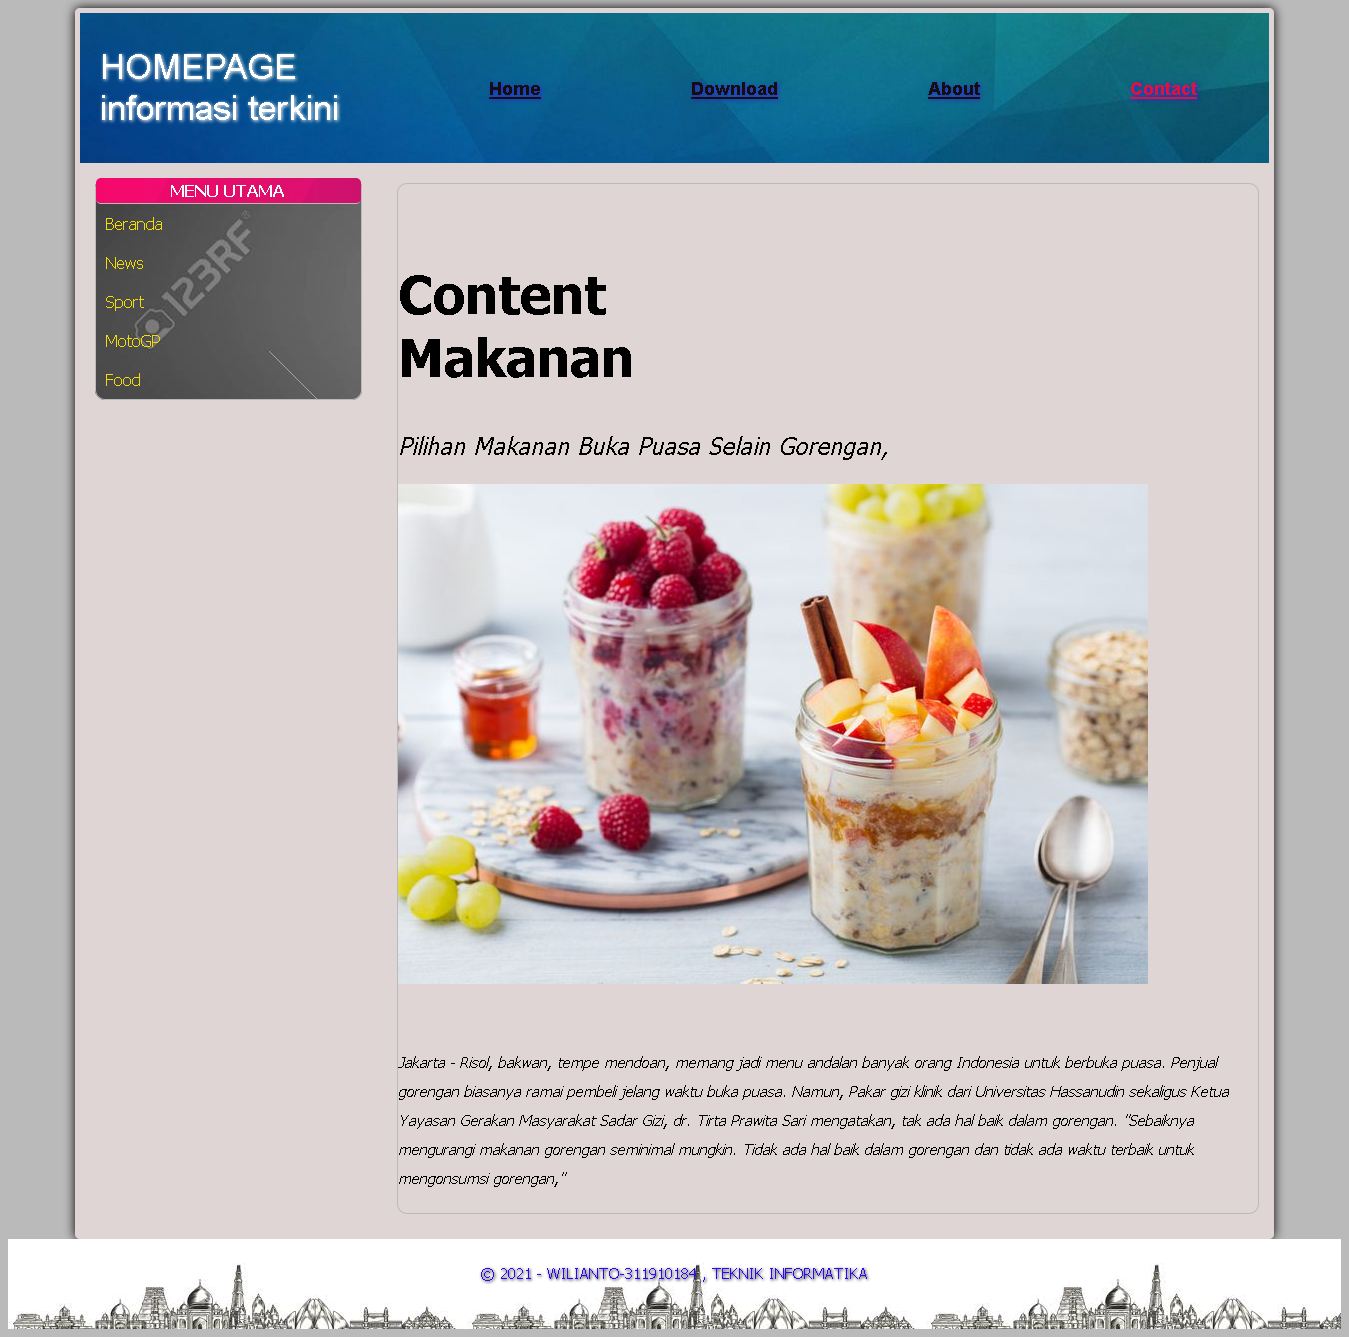 HOMEPAGE
informasi terkini
Home Download About Contact
MENU UTAMA
Beranda
News
Sport
MotoGP
Food
123RF®
Content
Makanan
Pilihan Makanan Buka Puasa Selain Gorengan,
Jakarta - Risol, bakwan, tempe mendoan, memang jadi menu andalan banyak orang Indonesia untuk berbuka puasa. Penjual
gorengan biasanya ramai pembeli jelang waktu buka puasa. Namun, Pakar gizi klinik dari Universitas Hassanudin sekaligus Ketua
Yayasan Gerakan Masyarakat Sadar Gizi, dr. Tirta Prawita Sari mengatakan, tak ada hal baik dalam gorengan. "Sebaiknya
mengurangi makanan gorengan seminimal mungkin. Tidak ada hal baik dalam gorengan dan tidak ada waktu terbaik untuk
mengonsumsi gorengan,"
© 2021 - WILIANTO-311910184 , TEKNIK INFORMATIKA